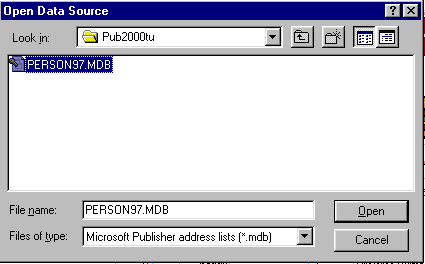 Open Data Source
Look in: Pub2000tu
PERSON97.MDB
File name: PERSON97.MDB Open
Files of type: Microsoft Publisher address lists (*.mdb) Cancel